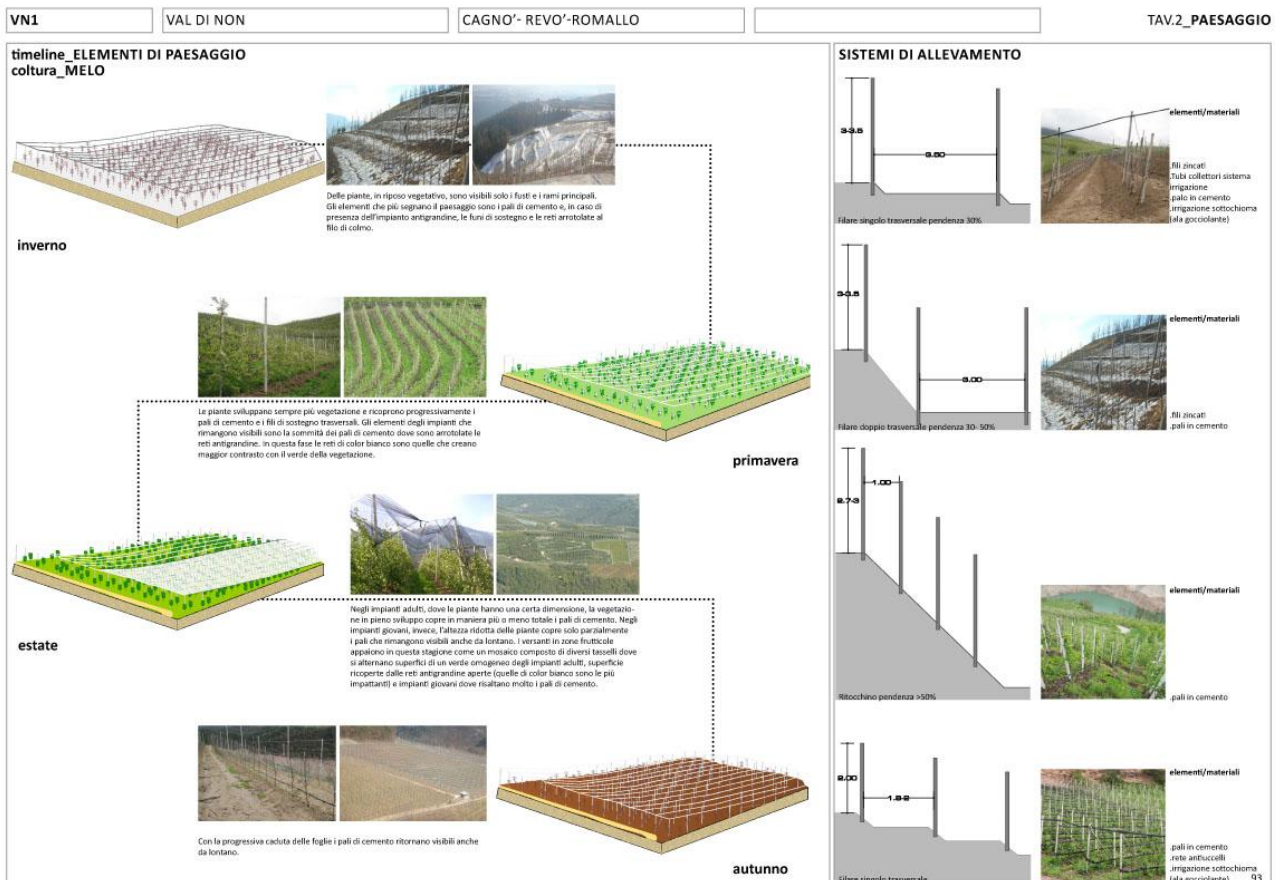 VN1
VAL DI NON
CAGNO'- REVO'-ROMALLO
TAV.2_PAESAGGIO
timeline_ELEMENTI DI PAESAGGIO
coltura_MELO
Delle piante, in riposo vegetativo, sono visibili solo i fusti e i rami principali.
Gli elementi che più segnano il paesaggio sono i pali di cemento e, in caso di
presenza dell'impianto antigrandine, le funi di sostegno e le reti arrotolate al
filo di colmo.
inverno
Le piante sviluppano sempre più vegetazione e ricoprono progressivamente i
pali di cemento e i fili di sostegno trasversali. Gli elementi degli impianti che
rimangono visibili sono la sommità dei pali di cemento dove sono arrotolate le
reti antigrandine. In questa fase le reti di color bianco sono quelle che creano
maggior contrasto con il verde della vegetazione.
primavera
Negli impianti adulti, dove le piante hanno una certa dimensione, la vegetazio-
ne in pieno sviluppo copre in maniera più o meno totale i pali di cemento. Negli
impianti giovani, invece, l'altezza ridotta delle piante copre solo parzialmente
i pali che rimangono visibili anche da lontano. I versanti in zone frutticole
appaiono in questa stagione come un mosaico composto di diversi tasselli dove
si alternano superfici di un verde omogeneo degli impianti adulti, superficie
ricoperte dalle reti antigrandine aperte (quelle di color bianco sono le più
impattanti) e impianti giovani dove risaltano molto i pali di cemento.
estate
Con la progressiva caduta delle foglie i pali di cemento ritornano visibili anche
da lontano.
autunno
SISTEMI DI ALLEVAMENTO
3-3.5
3.50
Filare singolo trasversale pendenza 30%
elementi/materiali
.fili zincati
.Tubi collettori sistema
irrigazione
.palo in cemento
.irrigazione sottochioma
(ala gocciolante)
3-3.5
3.00
Filare doppio trasversale pendenza 30- 50%
elementi/materiali
.fili zincati
.pali in cemento
2.7-3
1.00
Ritocchino pendenza >50%
elementi/materiali
.pali in cemento
2.00
Filare singolo trasversale
elementi/materiali
.pali in cemento
.rete antiuccelli
.irrigazione sottochioma
(ala gocciolante)
93